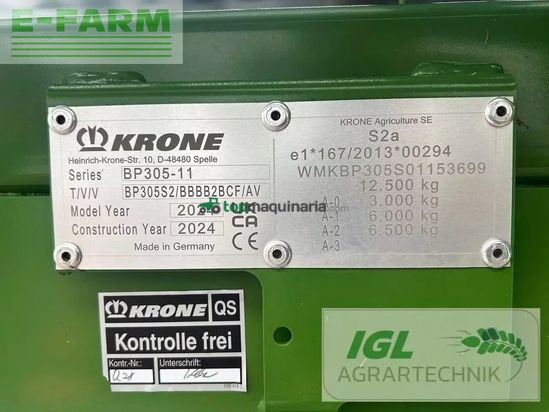 E-FARM
KRONE
Heinrich-Krone-Str. 10, D-48480 Spelle
Series BP305-11
T/V/V BP305S2/BBBB2BCF/AV
Model Year
Construction Year 2024
Made in Germany
UK
CA
CE
topmaquinaria.com
KRONE Agriculture SE
S2a
e1*167/2013*00294
WMKBP305S01153699
12.500 kg
A-0 3.000 kg
A-1 6.000 kg
A-2 6.500 kg
A-3
KRONE QS
Kontrolle frei
Kontr.-Nr.: Unterschrift:
IGL
AGRARTECHNIK